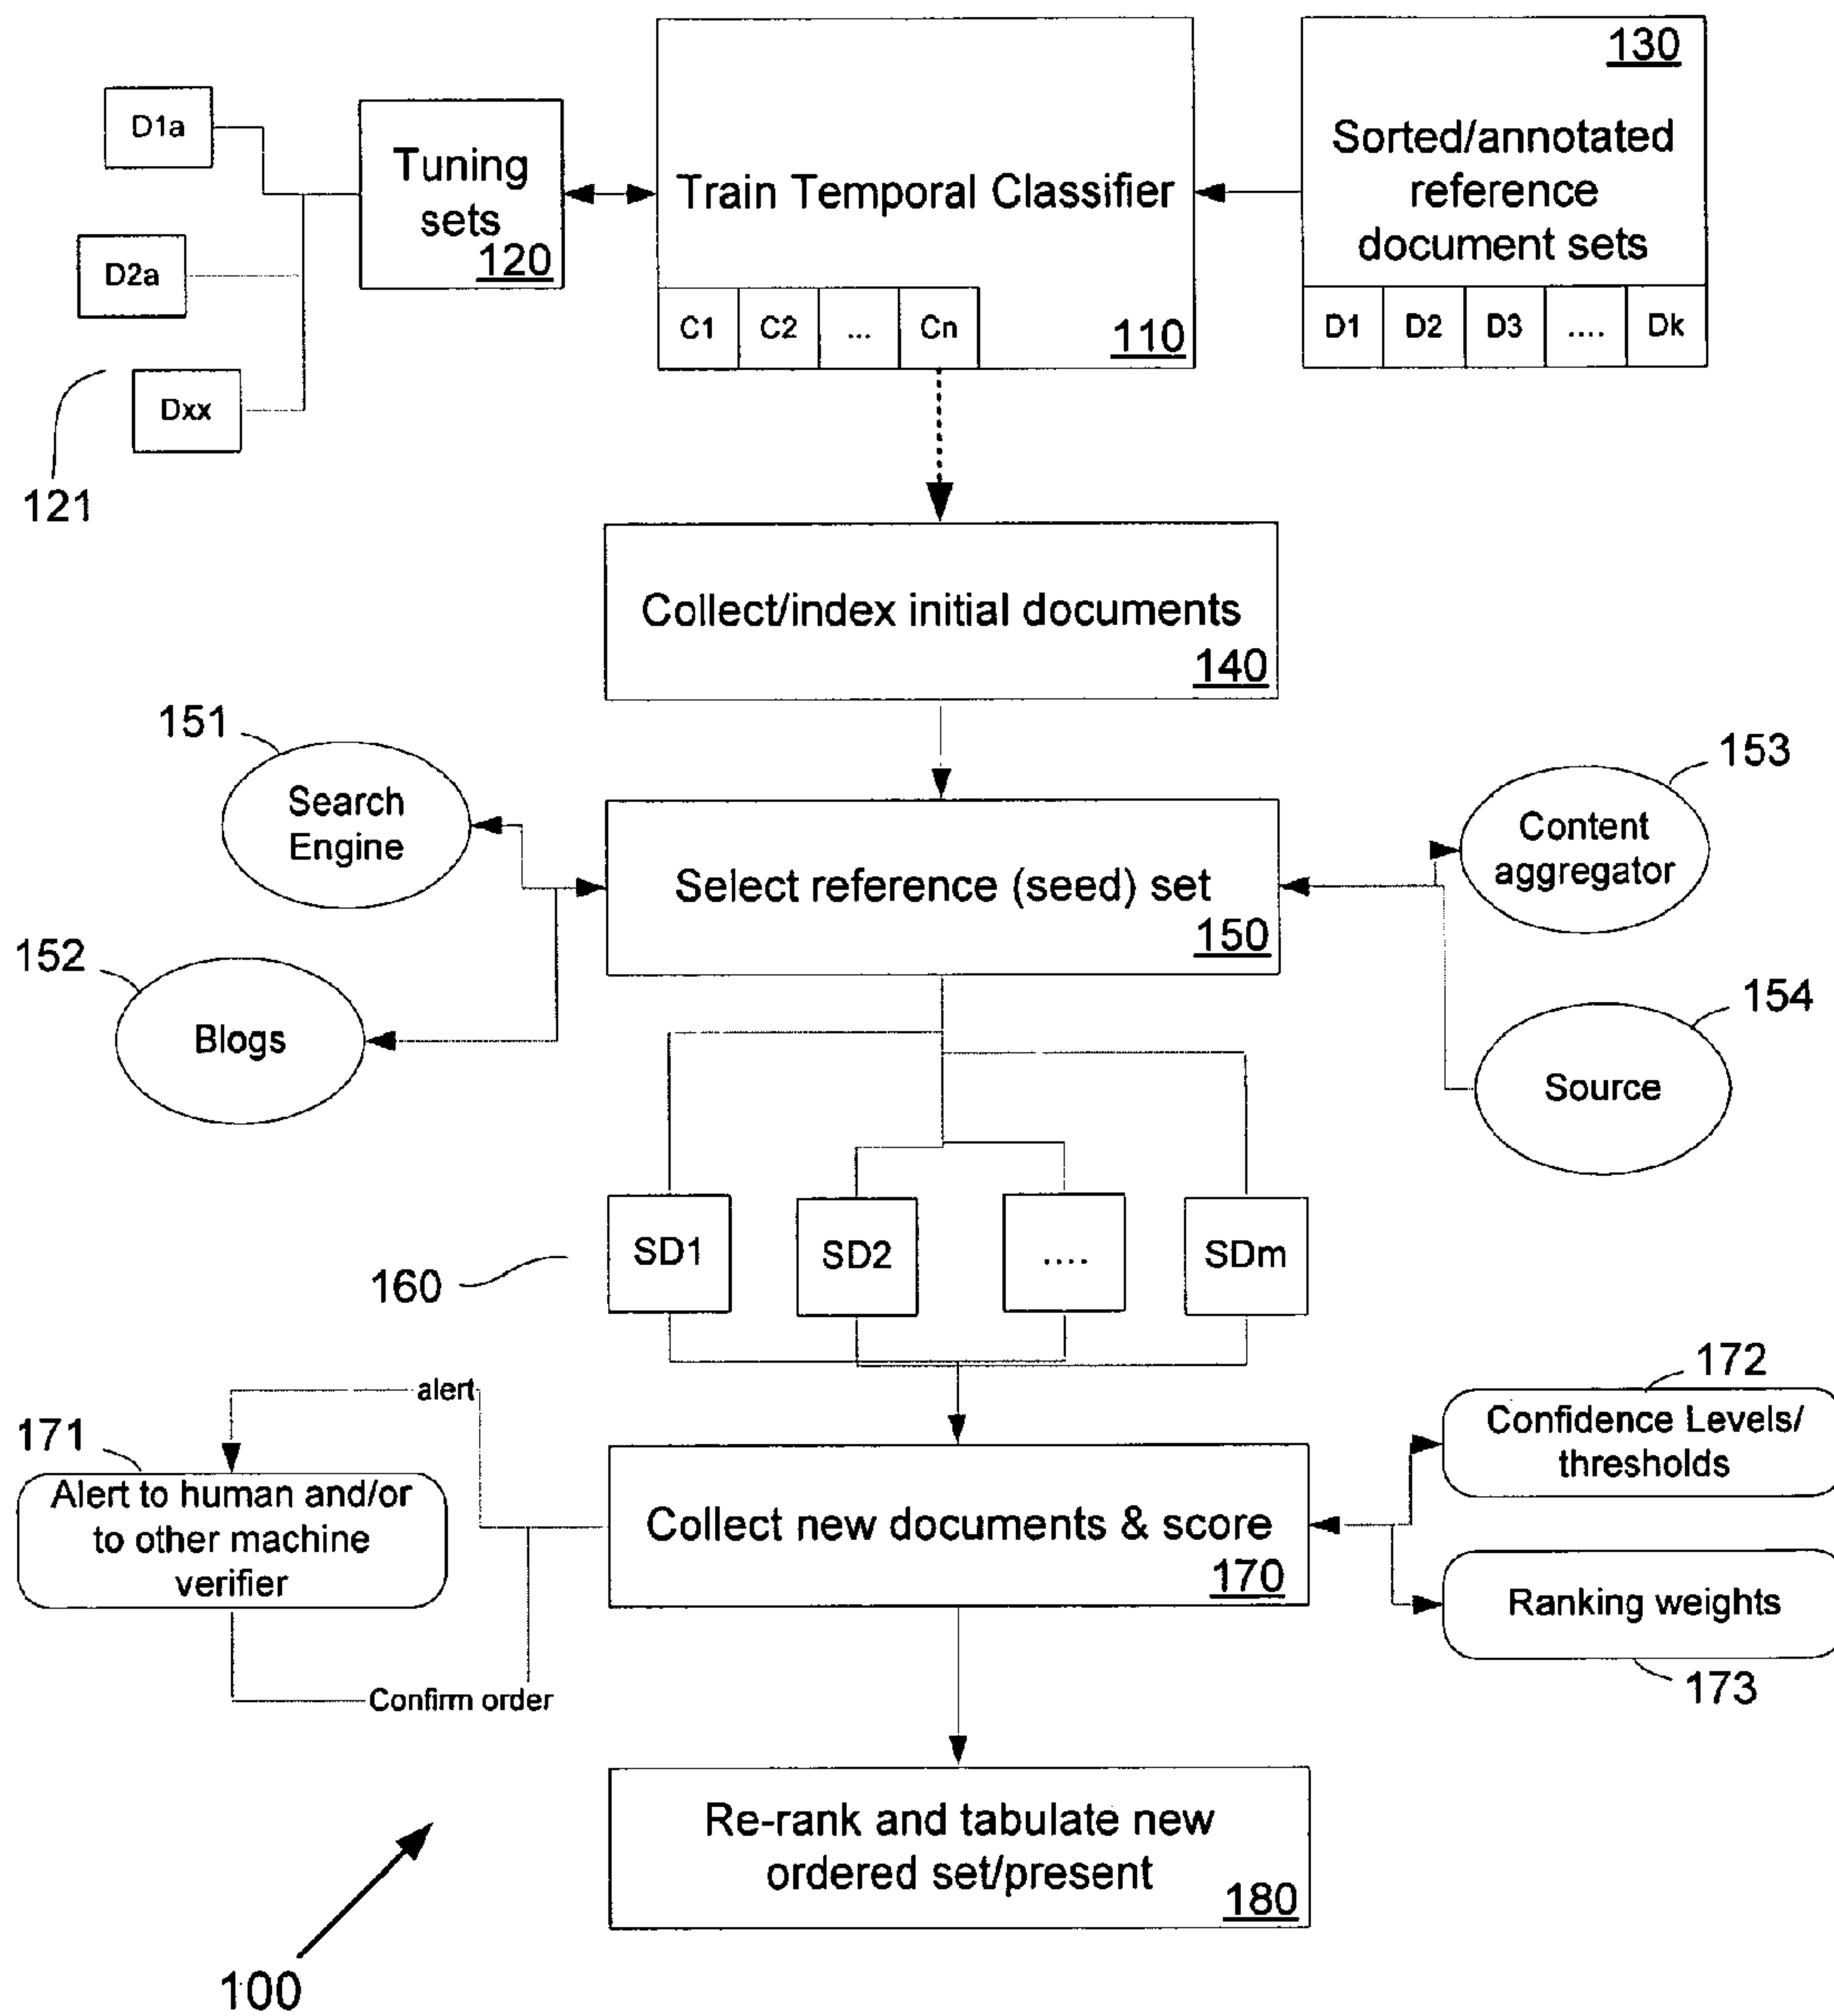 130
D1a
Tuning
sets
120
Train Temporal Classifier
Sorted/annotated
reference
document sets
D2a
C1 C2 ... Cn
110
D1 D2 D3 .... Dk
Dxx
121
Collect/index initial documents
140
151
Search
Engine
153
Content
aggregator
Select reference (seed) set
150
152
Blogs
154
Source
SD1 SD2 .... SDm
160
alert
172
Confidence Levels/
thresholds
171
Alert to human and/or
to other machine
verifier
Collect new documents & score
170
Ranking weights
173
Confirm order
Re-rank and tabulate new
ordered set/present
180
100